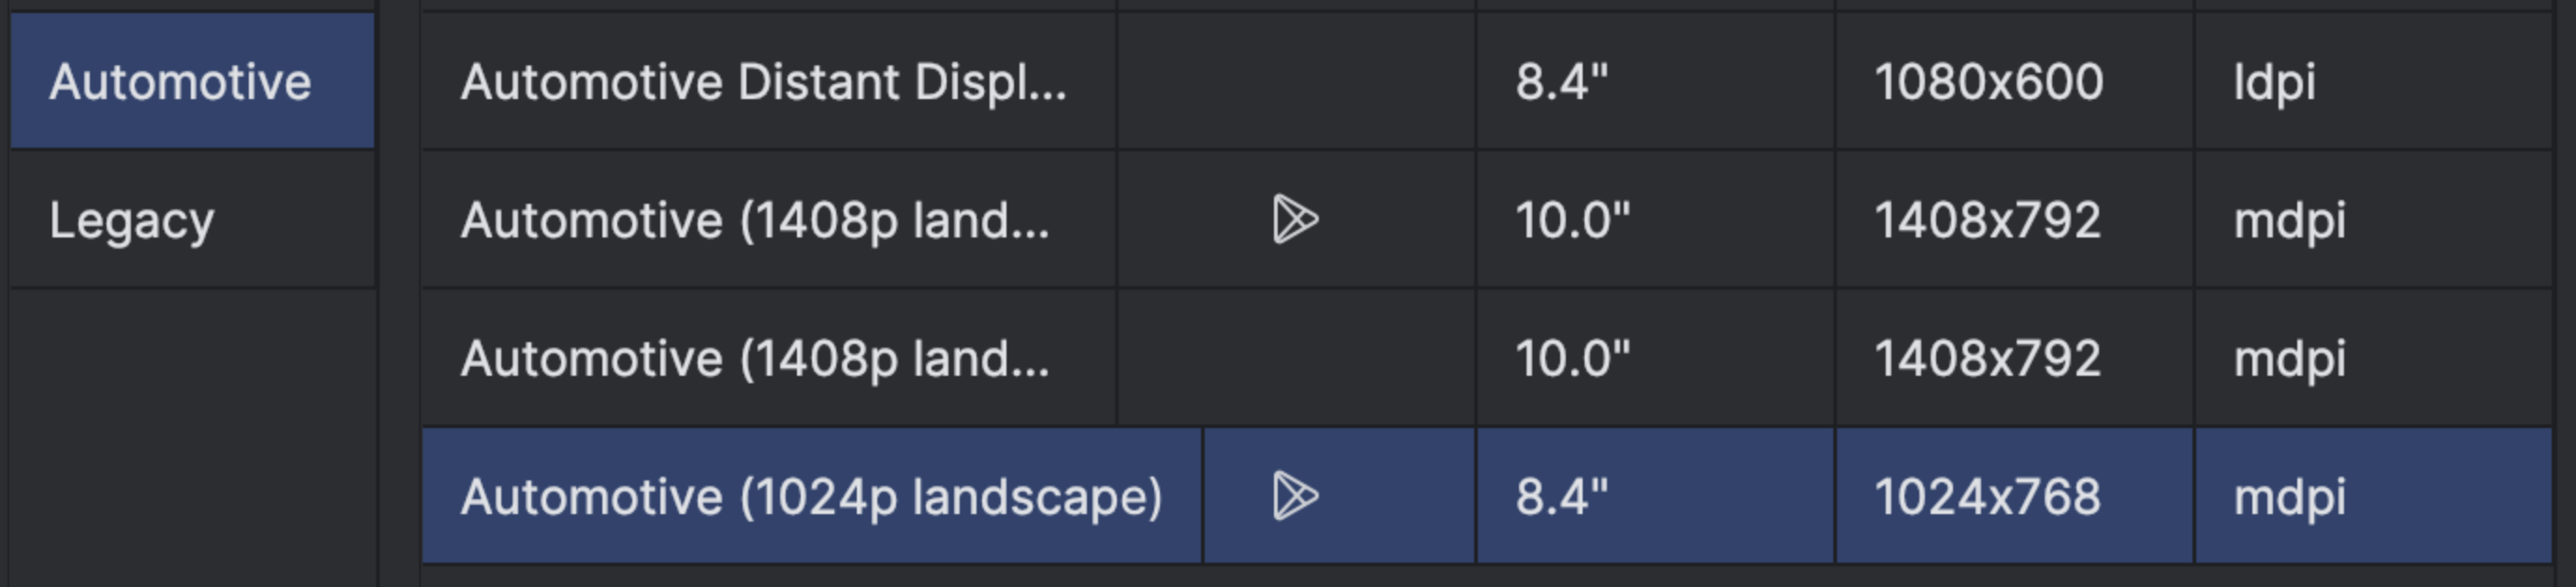 Automotive
Automotive Distant Displ... 8.4" 1080x600 ldpi
Legacy
Automotive (1408p land... 10.0" 1408x792 mdpi
Automotive (1408p land... 10.0" 1408x792 mdpi
Automotive (1024p landscape) 8.4" 1024x768 mdpi